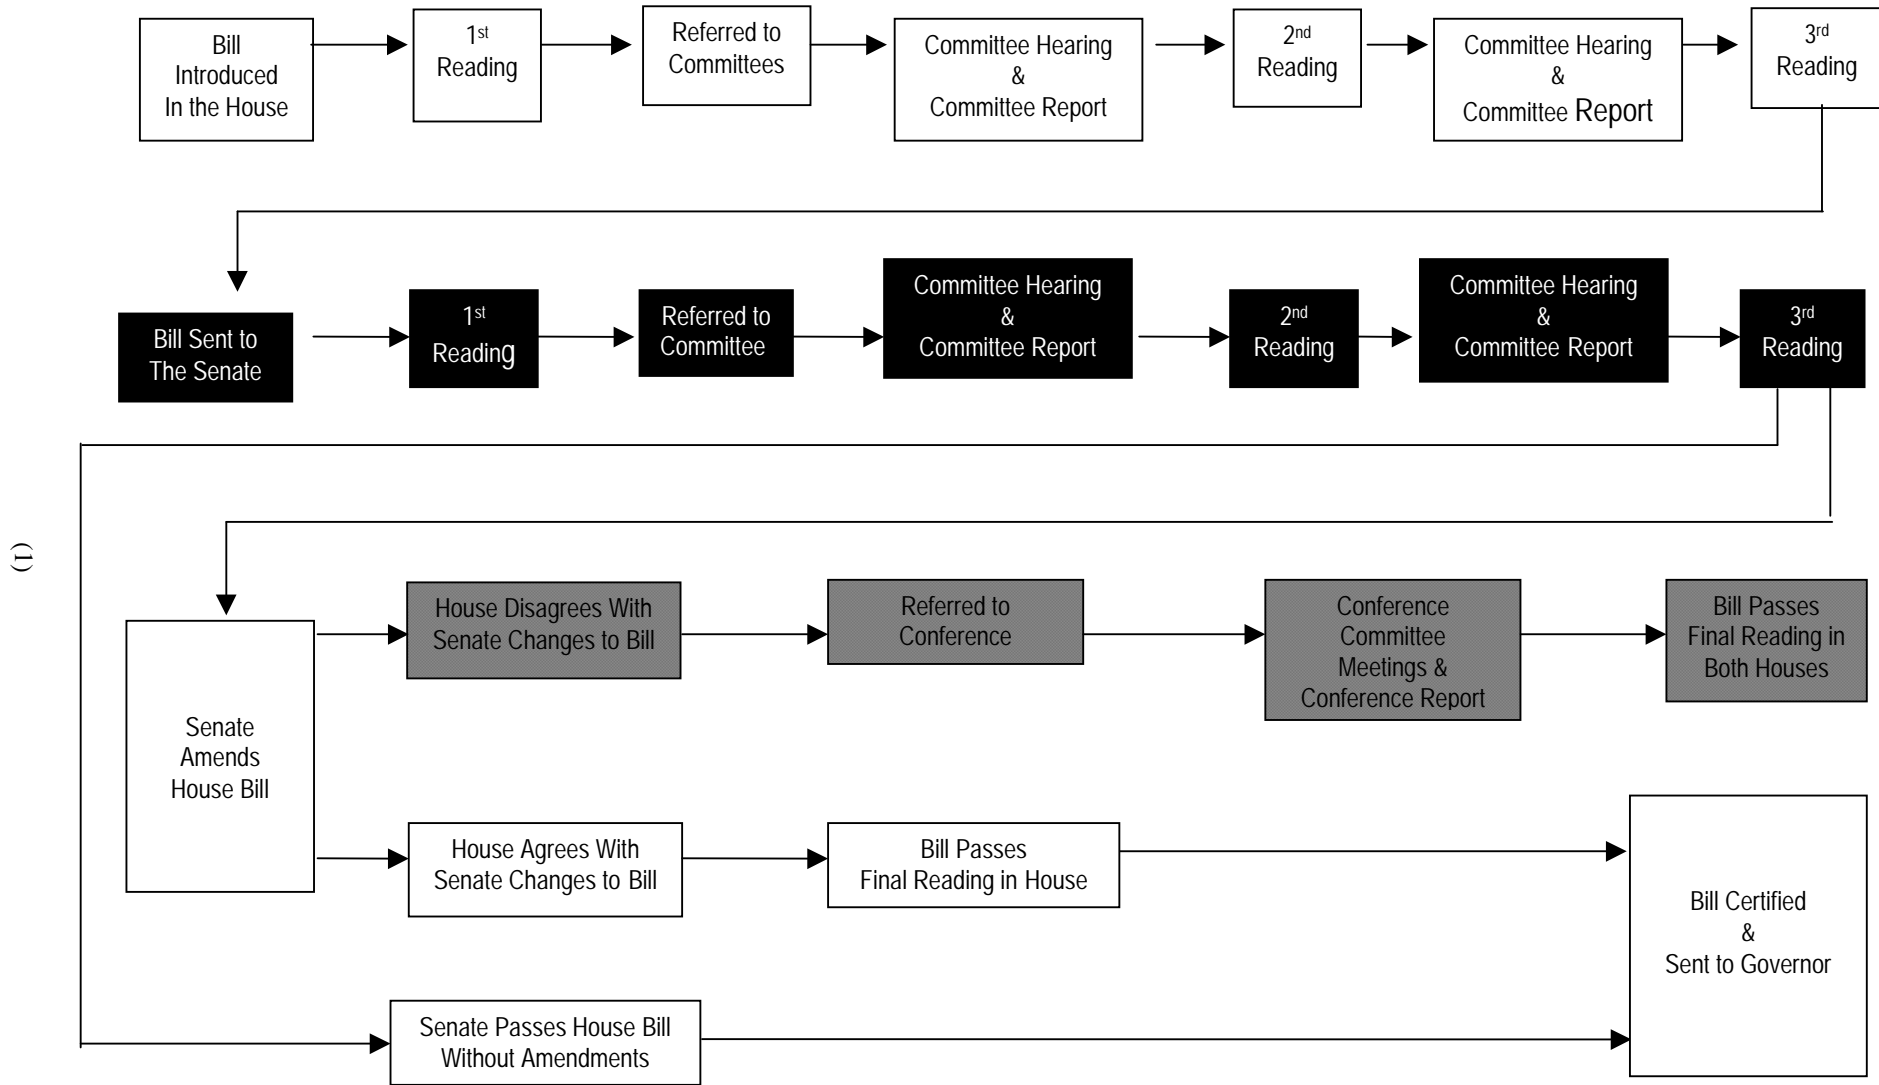 Bill
Introduced
In the House
1st
Reading
Referred to
Committees
Committee Hearing
&
Committee Report
2nd
Reading
Committee Hearing
&
Committee Report
3rd
Reading
Bill Sent to
The Senate
1st
Reading
Referred to
Committee
Committee Hearing
&
Committee Report
2nd
Reading
Committee Hearing
&
Committee Report
3rd
Reading
(1)
Senate
Amends
House Bill
House Disagrees With
Senate Changes to Bill
Referred to
Conference
Conference
Committee
Meetings &
Conference Report
Bill Passes
Final Reading in
Both Houses
House Agrees With
Senate Changes to Bill
Bill Passes
Final Reading in House
Bill Certified
&
Sent to Governor
Senate Passes House Bill
Without Amendments